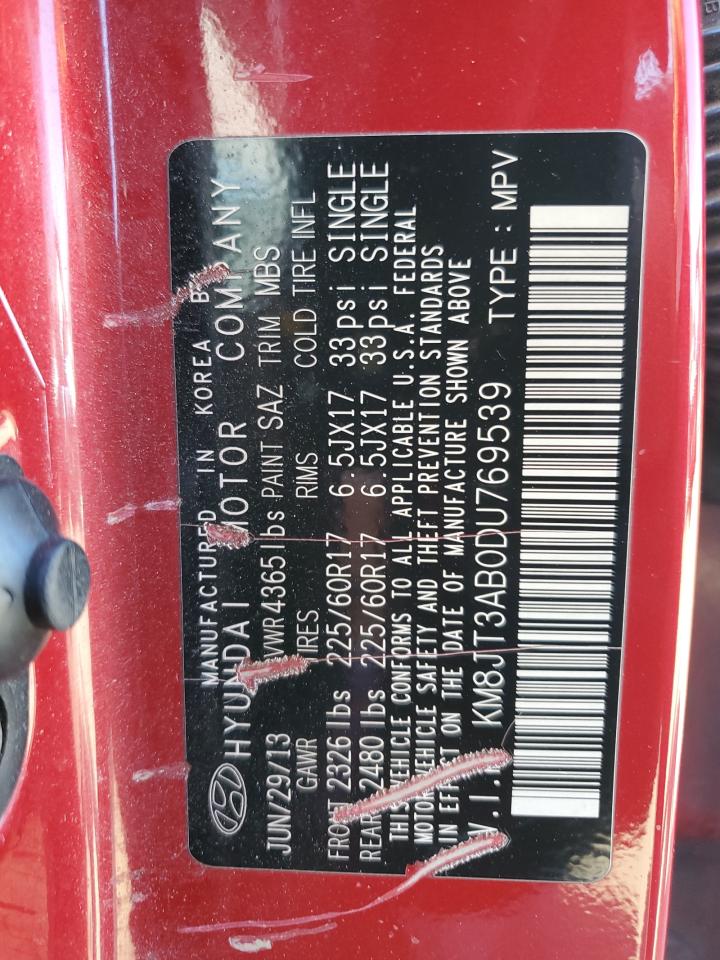 MANUFACTURED IN KOREA BY
HYUNDAI MOTOR COMPANY
JUN/29/13 GVWR 4365 lbs PAINT SAZ TRIM MBS
GAWR TIRES RIMS COLD TIRE INFL
FRONT 2326 lbs 225/60R17 6.5JX17 33psi SINGLE
REAR 2480 lbs 225/60R17 6.5JX17 33psi SINGLE
THIS VEHICLE CONFORMS TO ALL APPLICABLE U.S.A. FEDERAL
MOTOR VEHICLE SAFETY AND THEFT PREVENTION STANDARDS
IN EFFECT ON THE DATE OF MANUFACTURE SHOWN ABOVE
V.I.N KM8JT3AB0DU769539 TYPE : MPV